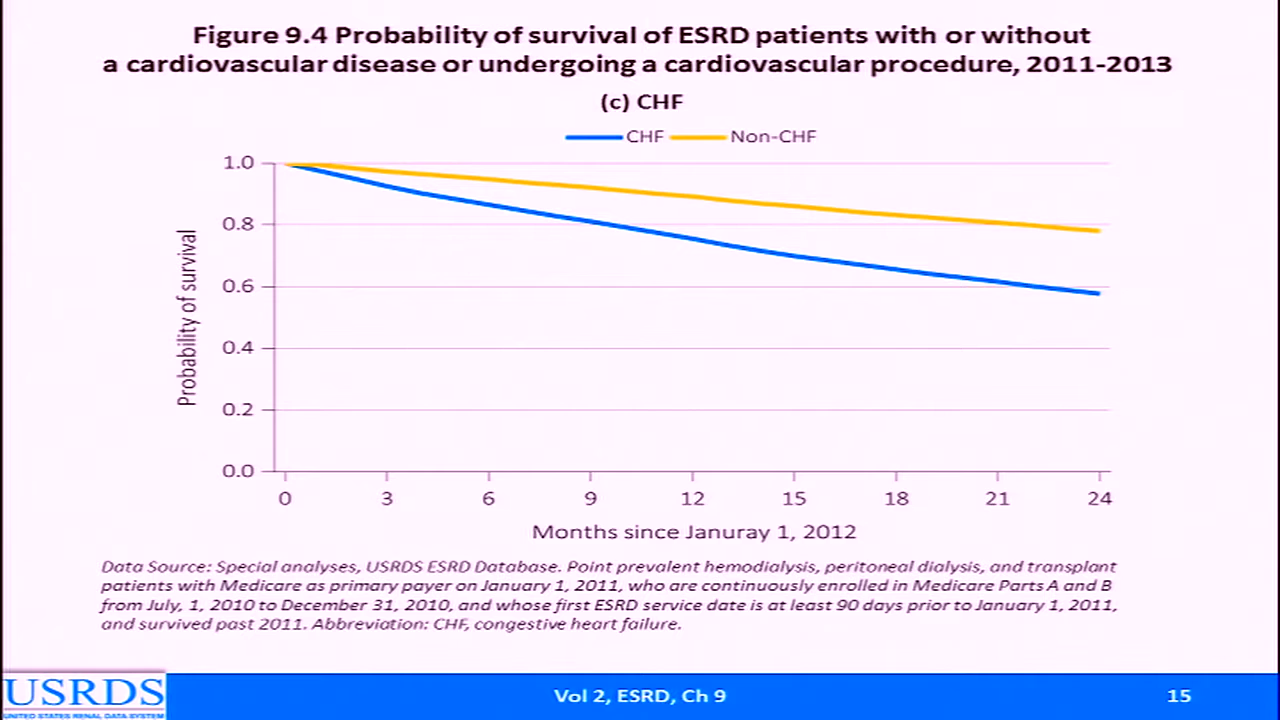 Figure 9.4 Probability of survival of ESRD patients with or without
a cardiovascular disease or undergoing a cardiovascular procedure, 2011-2013
(c) CHF
CHF Non-CHF
1.0
0.8
0.6
0.4
0.2
0.0
Probability of survival
0 3 6 9 12 15 18 21 24
Months since Januray 1, 2012
Data Source: Special analyses, USRDS ESRD Database. Point prevalent hemodialysis, peritoneal dialysis, and transplant
patients with Medicare as primary payer on January 1, 2011, who are continuously enrolled in Medicare Parts A and B
from July, 1, 2010 to December 31, 2010, and whose first ESRD service date is at least 90 days prior to January 1, 2011,
and survived past 2011. Abbreviation: CHF, congestive heart failure.
USRDS
UNITED STATES RENAL DATA SYSTEM
Vol 2, ESRD, Ch 9
15